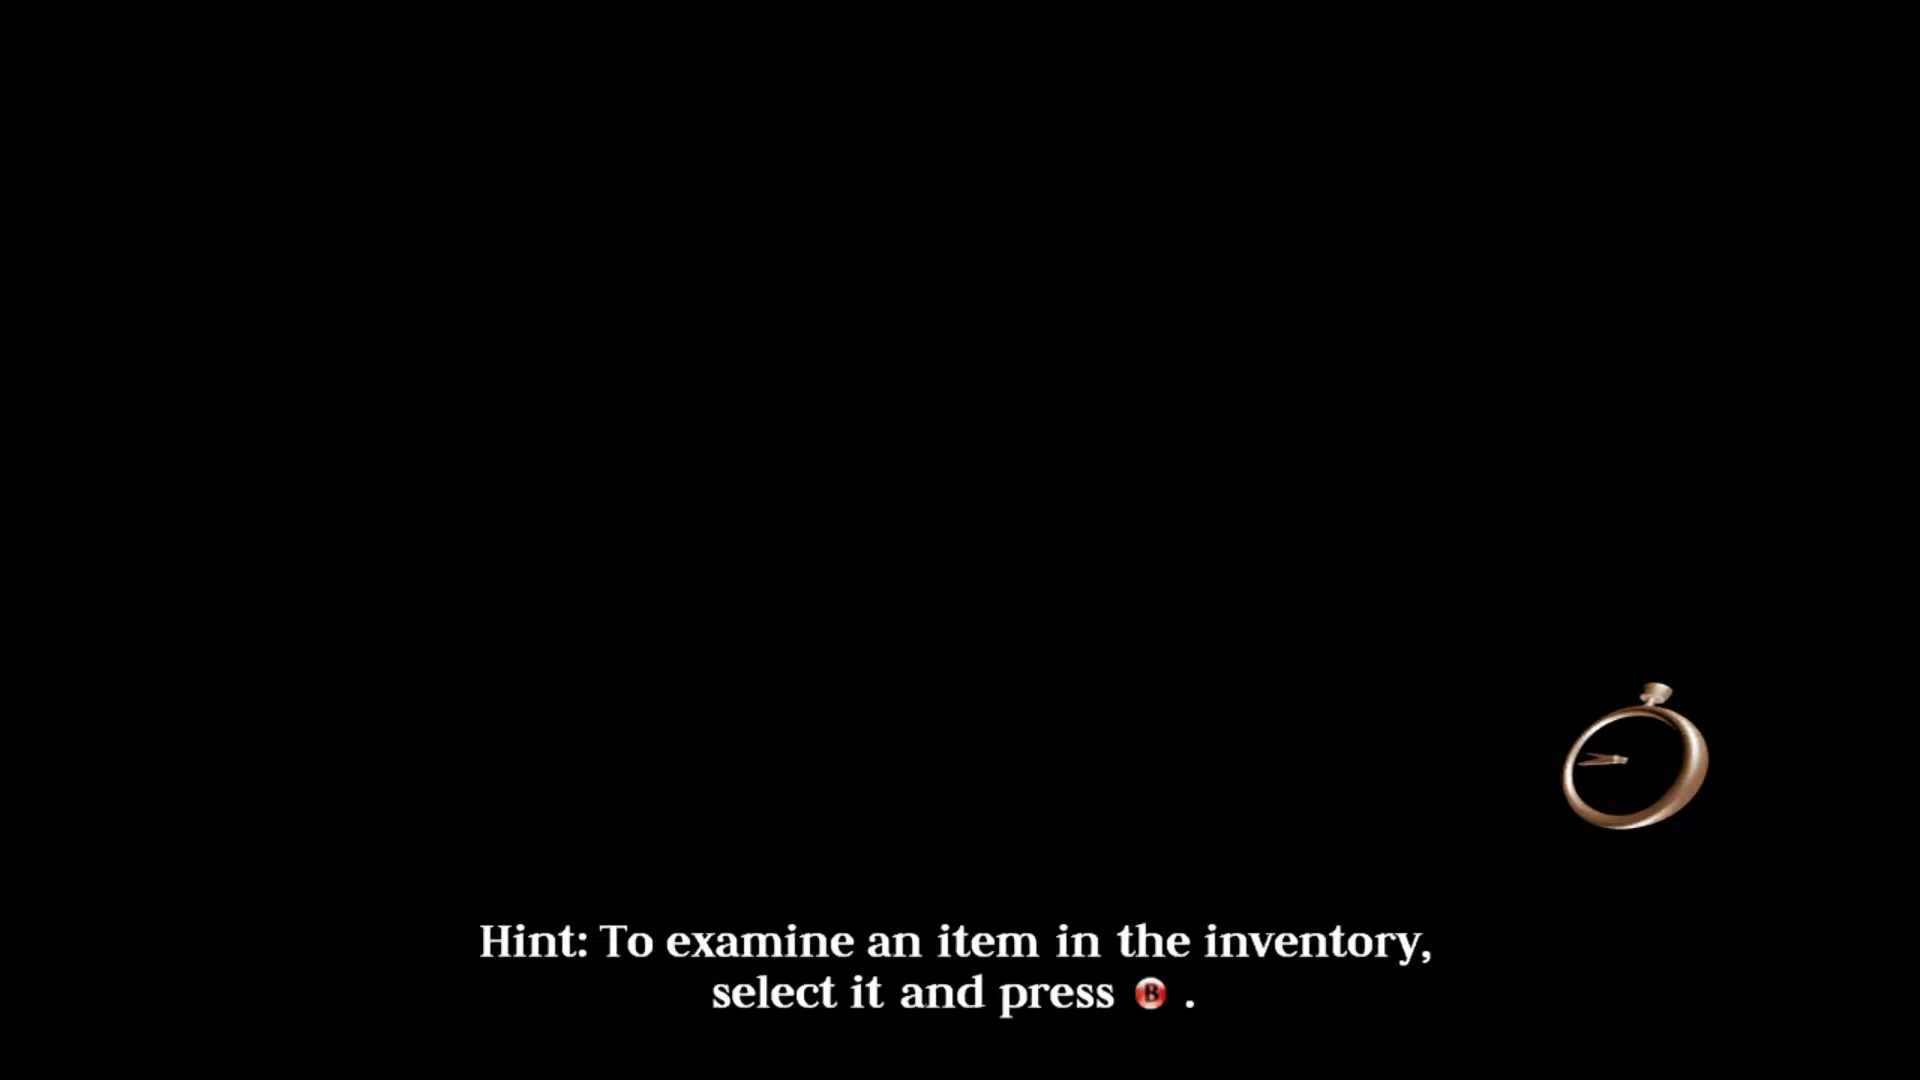 Hint: To examine an item in the inventory,
select it and press B .